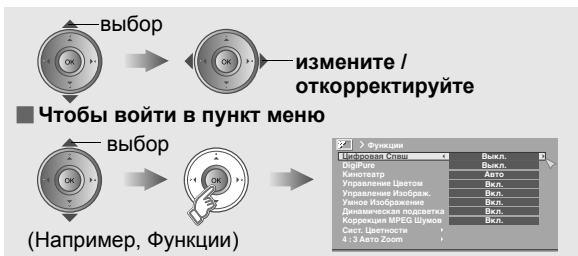 выбор
OK
OK
измените /
откорректируйте
Чтобы войти в пункт меню
выбор
OK
OK
(Например, Функции)
> Функции
Цифровая Спвш Выкл.
DigiPure Выкл.
Кинотеатр Авто
Управление Цветом Вкл.
Управление Изображ. Вкл.
Умное Изображение Вкл.
Динамическая подсветка Вкл.
Коррекция MPEG Шумов Вкл.
Сист. Цветности
4 : 3 Авто Zoom